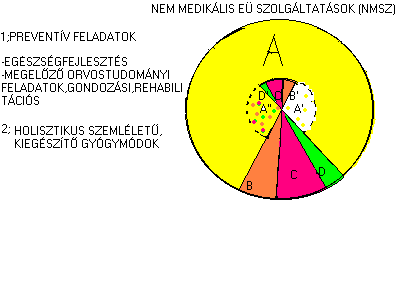 NEM MEDIKÁLIS EÜ SZOLGÁLTATÁSOK (NMSZ)
1;PREVENTÍV FELADATOK
-EGÉSZSÉGFEJLESZTÉS
-MEGELŐZŐ ORVOSTUDOMÁNYI
FELADATOK,GONDOZÁSI,REHABILI
TÁCIÓS
2; HOLISZTIKUS SZEMLÉLETŰ,
KIEGÉSZÍTŐ GYÓGYMÓDOK
A
D C B'
A" A'
B C D